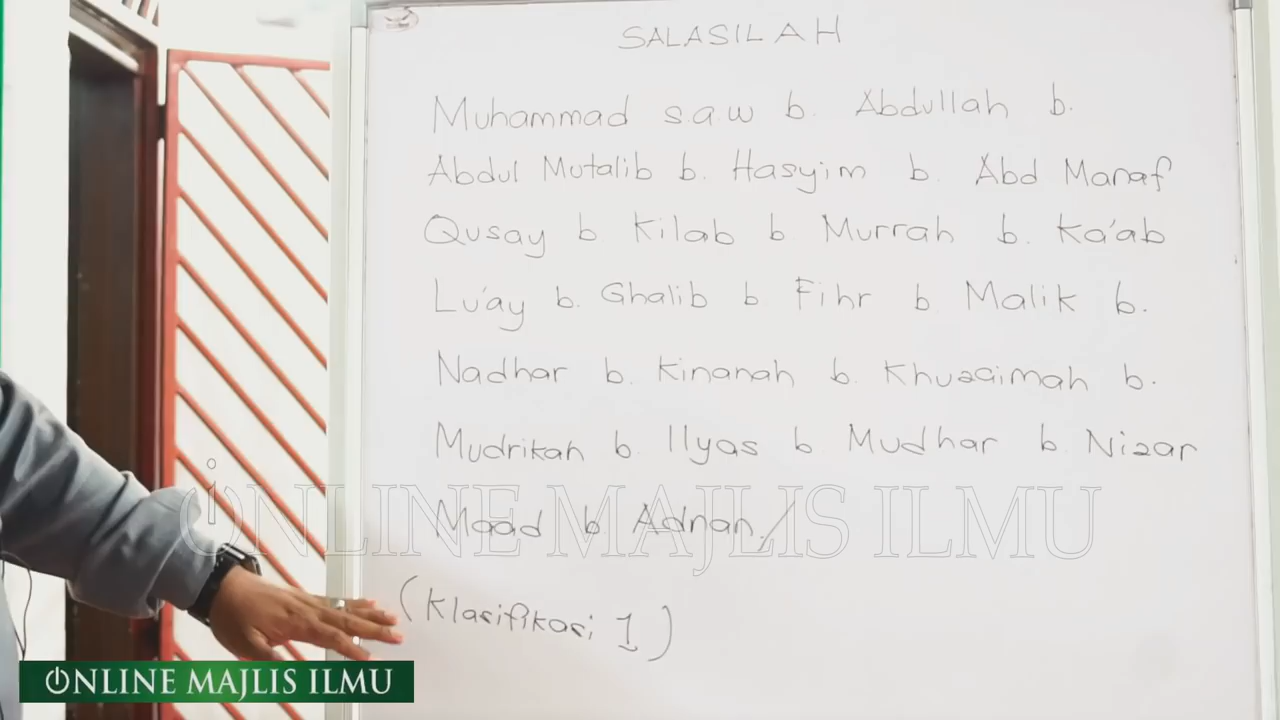 SALASILAH
Muhammad s.a.w b. Abdullah b.
Abdul Mutalib b. Hasyim b. Abd Manaf
Qusay b Kilab b. Murrah b. Ka'ab
Lu'ay b. Ghalib b Fihr b Malik b.
Nadhar b. Kinanah b. Khuzaimah b.
Mudrikah b Ilyas b Mudhar b. Nizar
Maad b Adnan/
ONLINE MAJLIS ILMU
(Klasifikasi 1)
ONLINE MAJLIS ILMU